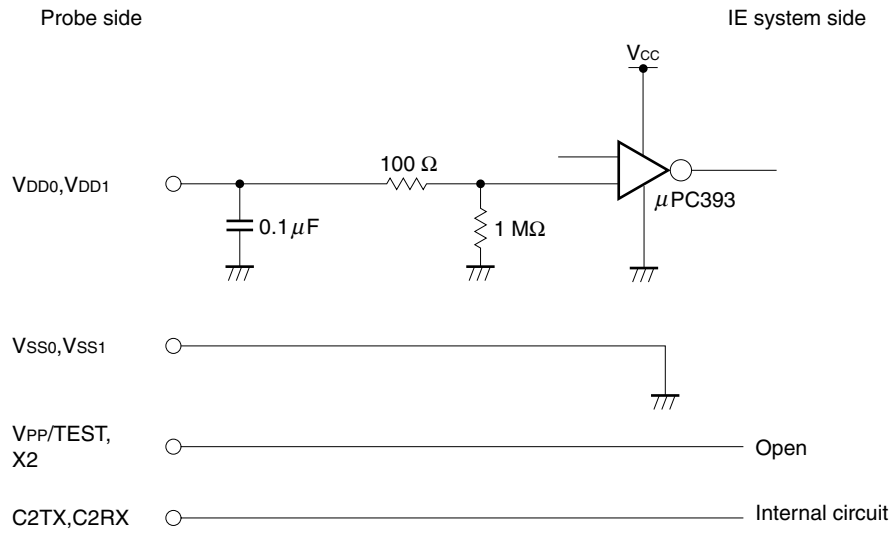 Probe side
IE system side
VCC
100 Ω
VDD0,VDD1
μPC393
0.1μF
1 MΩ
VSS0,VSS1
VPP/TEST,
X2
Open
C2TX,C2RX
Internal circuit